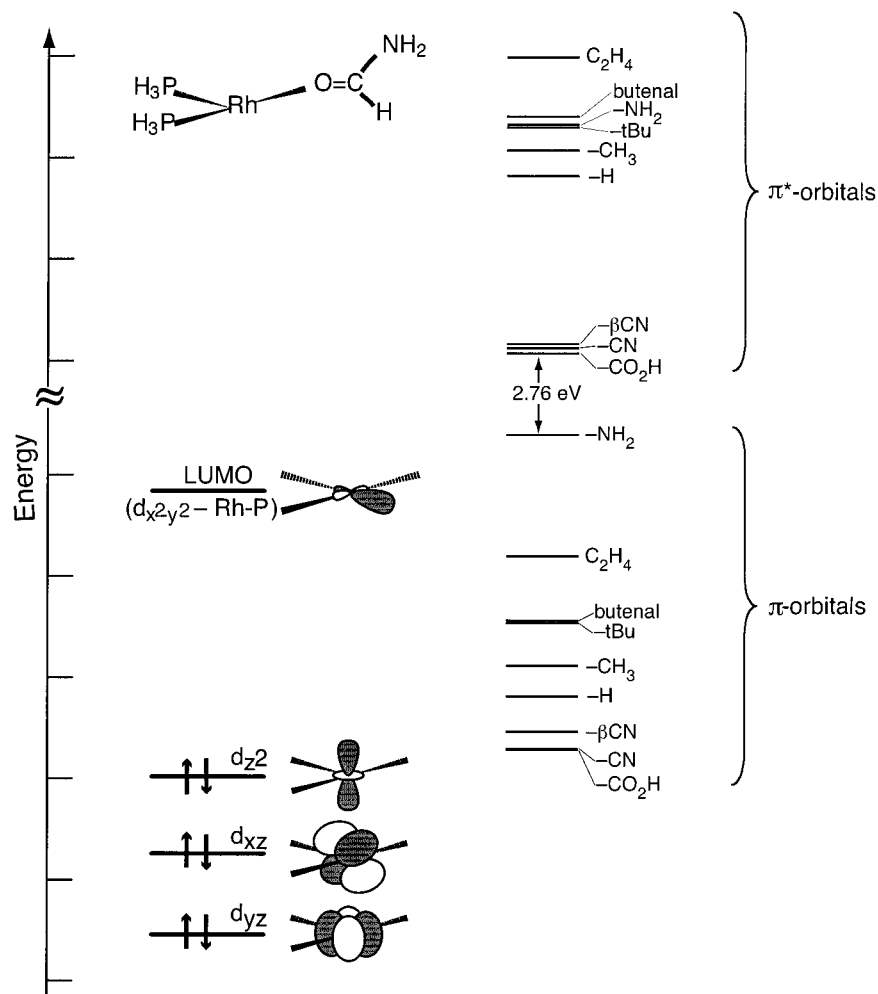 NH2
H3P
Rh
O=C
H3P
H
C2H4
butenal
–NH2
–tBu
–CH3
–H
π*-orbitals
–βCN
–CN
–CO2H
2.76 eV
–NH2
Energy
LUMO
(dx2y2 – Rh-P)
C2H4
butenal
–tBu
π-orbitals
–CH3
–H
–βCN
–CN
–CO2H
dz2
dxz
dyz